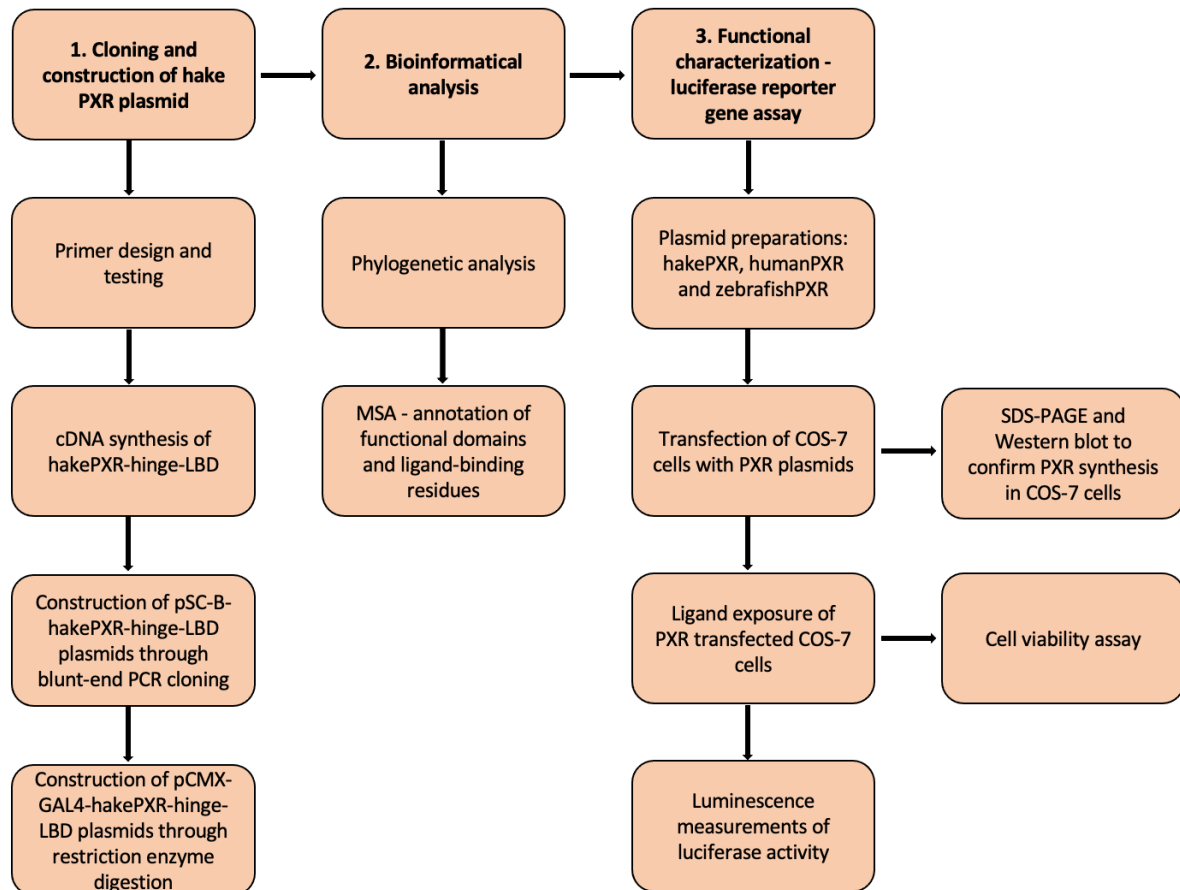 1. Cloning and
construction of hake
PXR plasmid
2. Bioinformatical
analysis
3. Functional
characterization -
luciferase reporter
gene assay
Primer design and
testing
Phylogenetic analysis
Plasmid preparations:
hakePXR, humanPXR
and zebrafishPXR
cDNA synthesis of
hakePXR-hinge-LBD
MSA - annotation of
functional domains
and ligand-binding
residues
Transfection of COS-7
cells with PXR plasmids
SDS-PAGE and
Western blot to
confirm PXR synthesis
in COS-7 cells
Construction of pSC-B-
hakePXR-hinge-LBD
plasmids through
blunt-end PCR cloning
Ligand exposure of
PXR transfected COS-7
cells
Cell viability assay
Construction of pCMX-
GAL4-hakePXR-hinge-
LBD plasmids through
restriction enzyme
digestion
Luminescence
measurements of
luciferase activity